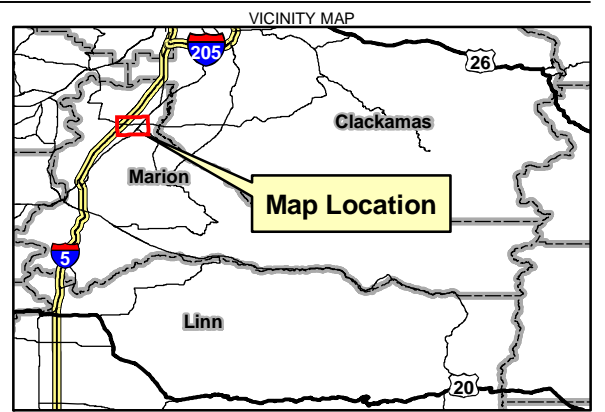 VICINITY MAP
205
26
Clackamas
Marion
Map Location
5
Linn
20